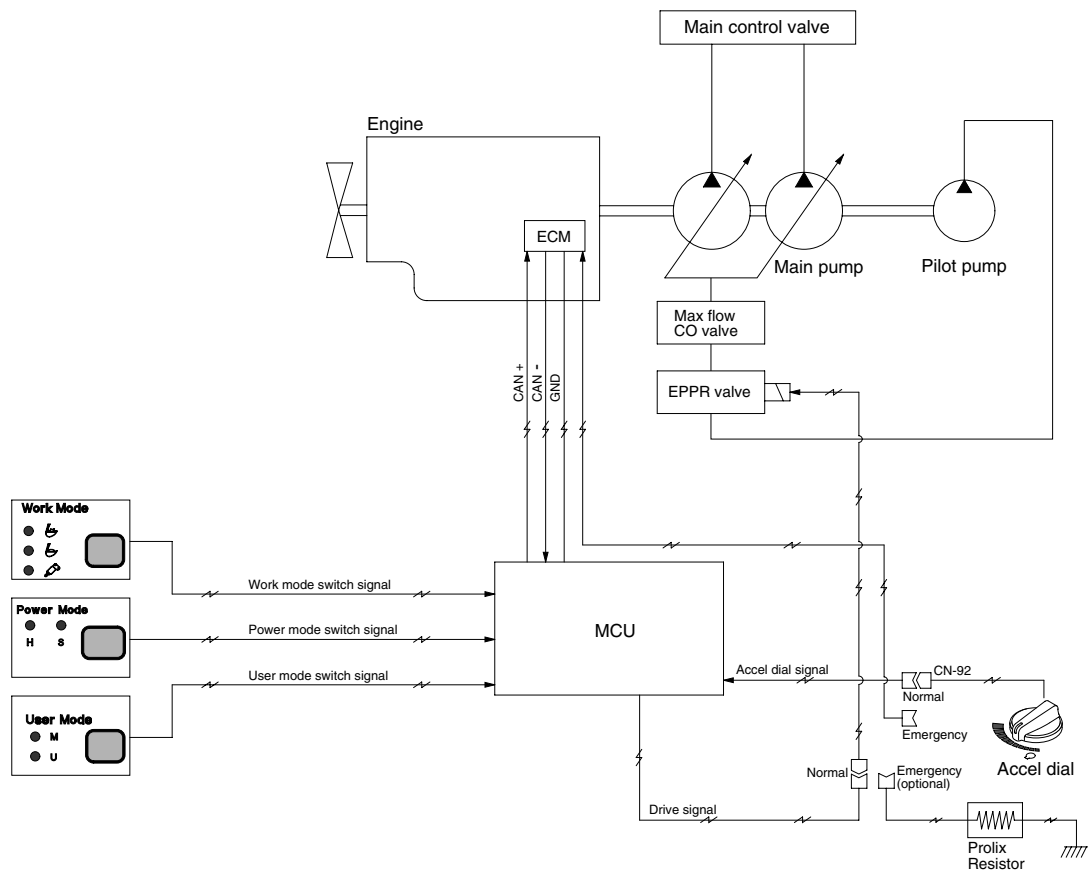 Main control valve
Engine
ECM
Main pump
Pilot pump
Max flow
CO valve
EPPR valve
CAN +
CAN -
GND
Work Mode
Work mode switch signal
Power Mode
H S
Power mode switch signal
MCU
User mode switch signal
User Mode
M
U
Accel dial signal
CN-92
Normal
Emergency
Accel dial
Normal
Emergency
(optional)
Drive signal
Prolix
Resistor